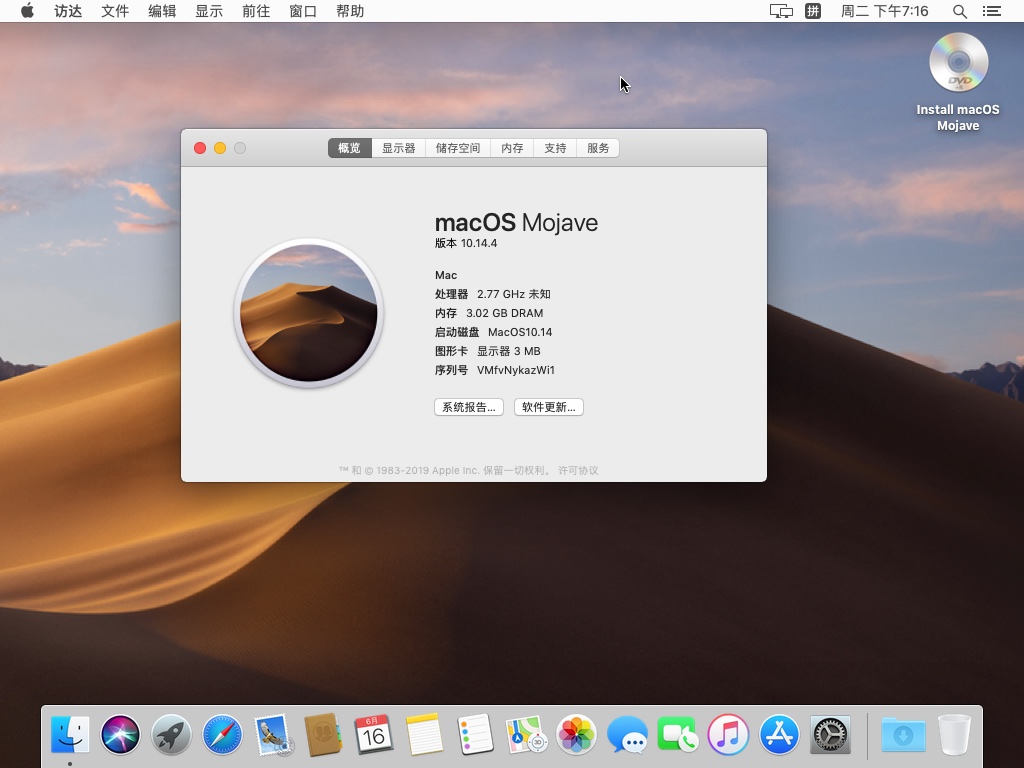 访达 文件 编辑 显示 前往 窗口 帮助 拼 周二 下午7:16
DVD
Install macOS
Mojave
概览 显示器 储存空间 内存 支持 服务
macOS Mojave
版本 10.14.4
Mac
处理器 2.77 GHz 未知
内存 3.02 GB DRAM
启动磁盘 MacOS10.14
图形卡 显示器 3 MB
序列号 VMfvNykazWi1
系统报告... 软件更新...
™ 和 © 1983-2019 Apple Inc. 保留一切权利。 许可协议
6月
16